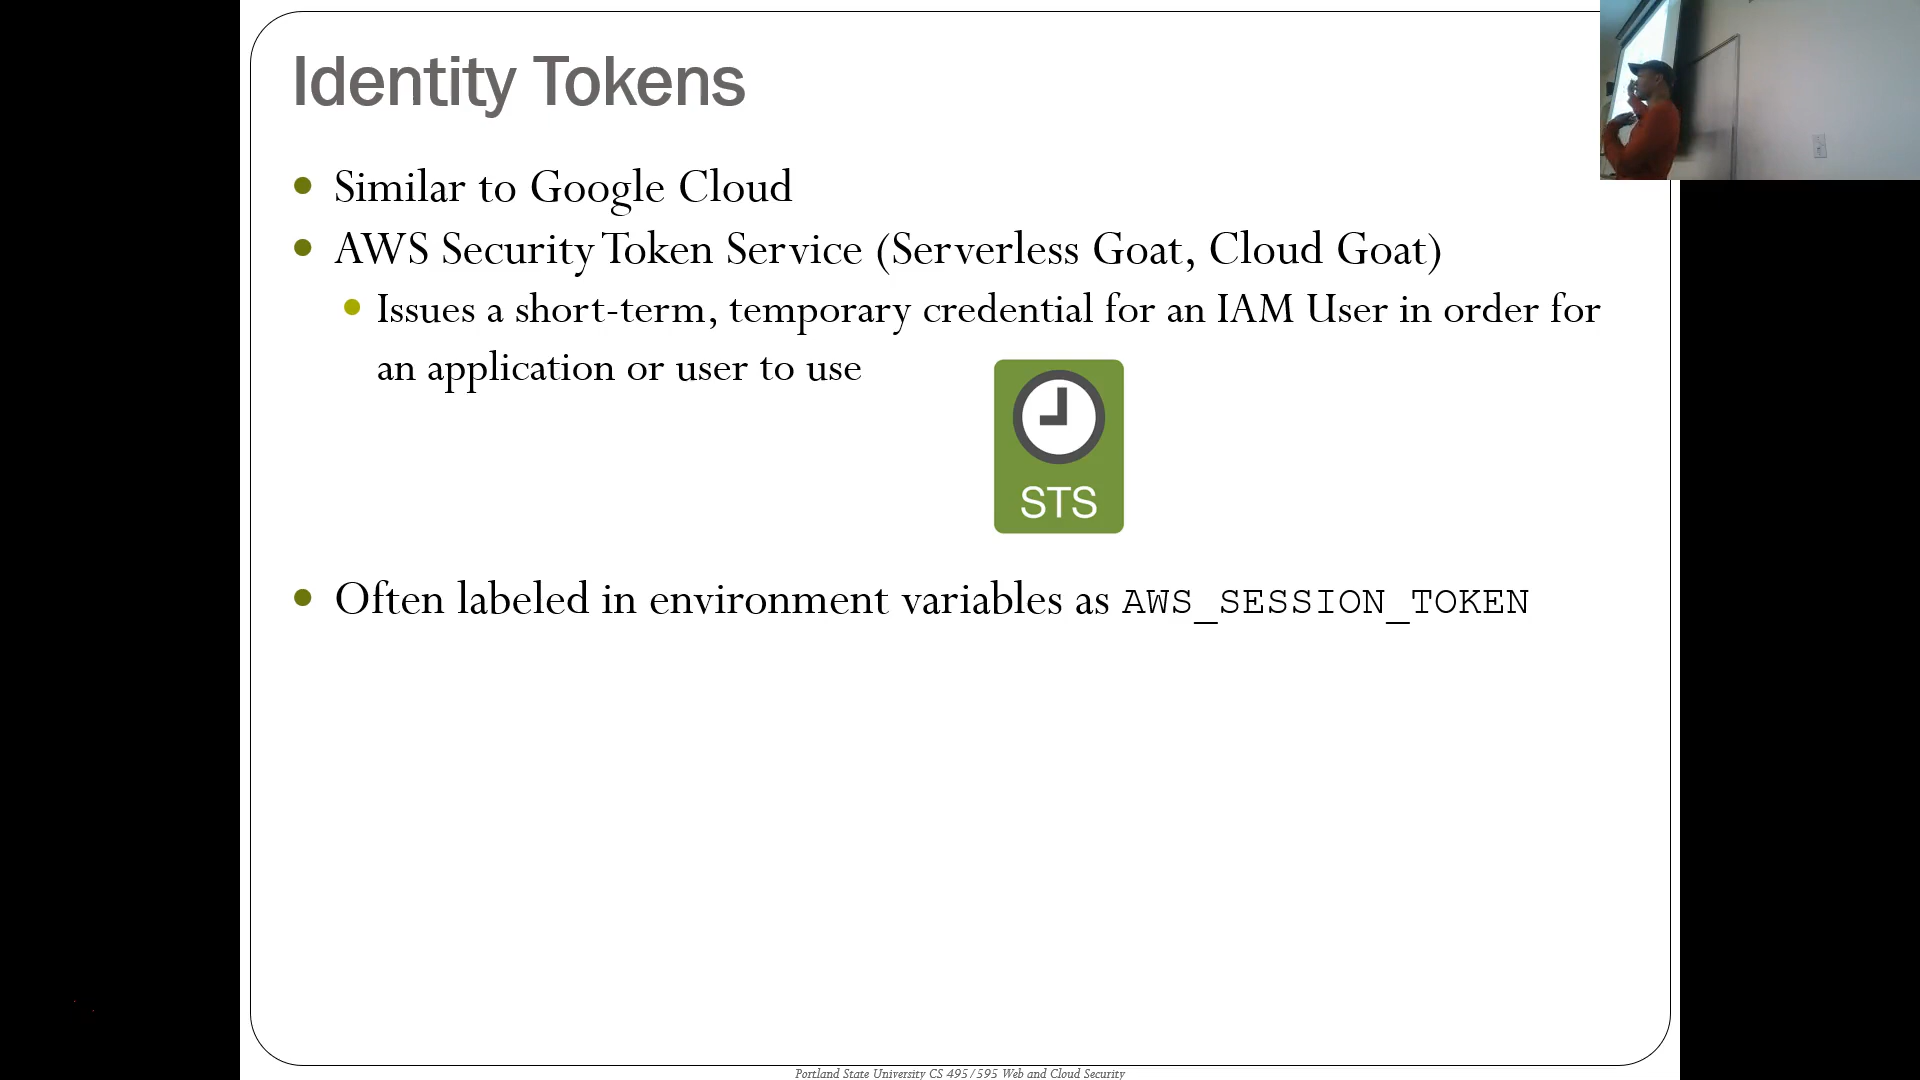 Identity Tokens
Similar to Google Cloud
AWS Security Token Service (Serverless Goat, Cloud Goat)
Issues a short-term, temporary credential for an IAM User in order for
an application or user to use
STS
Often labeled in environment variables as AWS_SESSION_TOKEN
Portland State University CS 495/595 Web and Cloud Security